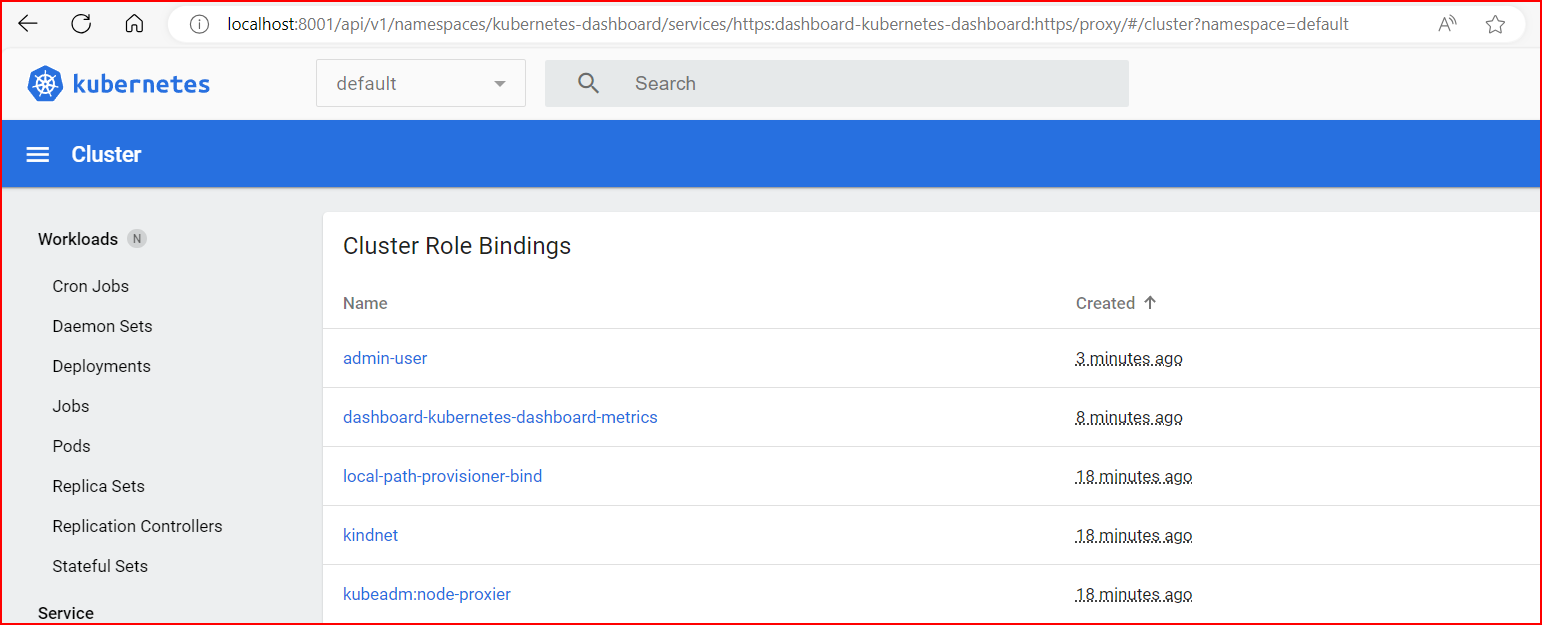 localhost:8001/api/v1/namespaces/kubernetes-dashboard/services/https:dashboard-kubernetes-dashboard:https/proxy/#/cluster?namespace=default
kubernetes
default
Search
Cluster
Workloads N
Cron Jobs
Daemon Sets
Deployments
Jobs
Pods
Replica Sets
Replication Controllers
Stateful Sets
Service
Cluster Role Bindings
Name Created
admin-user 3 minutes ago
dashboard-kubernetes-dashboard-metrics 8 minutes ago
local-path-provisioner-bind 18 minutes ago
kindnet 18 minutes ago
kubeadm:node-proxier 18 minutes ago